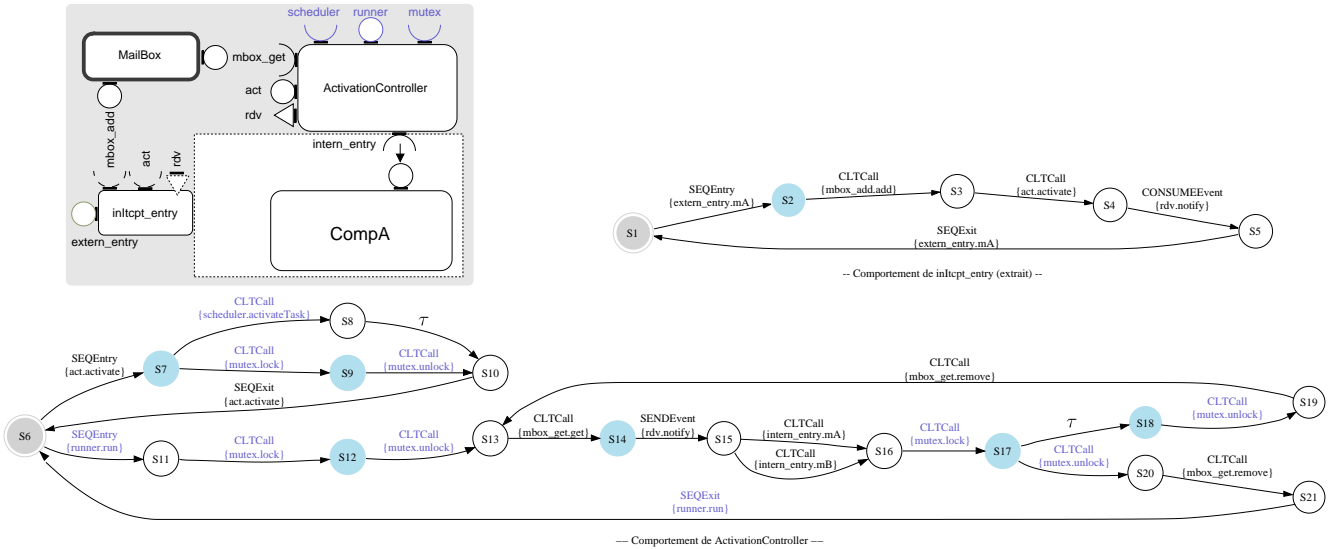 scheduler runner mutex
MailBox
mbox_get
ActivationController
act
rdv
mbox_add
act
rdv
intern_entry
inItcpt_entry
extern_entry
CompA
SEQEntry
{extern_entry.mA}
S1
S2
CLTCall
{mbox_add.add}
S3
CLTCall
{act.activate}
S4
CONSUMEEvent
{rdv.notify}
S5
SEQExit
{extern_entry.mA}
-- Comportement de inItcpt_entry (extrait) --
CLTCall
{scheduler.activateTask}
S8
τ
SEQEntry
{act.activate}
S7
CLTCall
{mutex.lock}
S9
CLTCall
{mutex.unlock}
S10
SEQExit
{act.activate}
S6
SEQEntry
{runner.run}
S11
CLTCall
{mutex.lock}
S12
CLTCall
{mutex.unlock}
S13
CLTCall
{mbox_get.get}
S14
SENDEvent
{rdv.notify}
S15
CLTCall
{intern_entry.mA}
CLTCall
{intern_entry.mB}
S16
CLTCall
{mutex.lock}
S17
τ
S18
CLTCall
{mutex.unlock}
S19
CLTCall
{mbox_get.remove}
CLTCall
{mutex.unlock}
S20
CLTCall
{mbox_get.remove}
S21
SEQExit
{runner.run}
–– Comportement de ActivationController ––